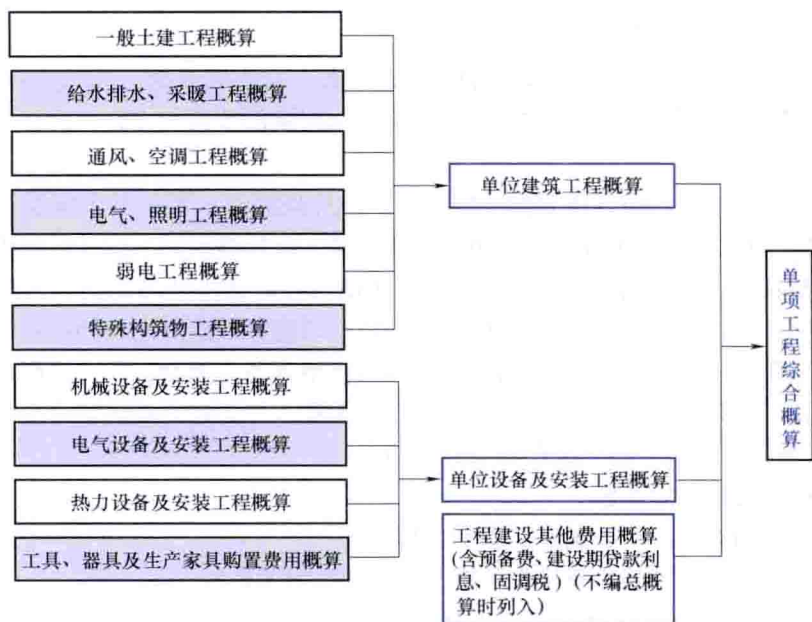 一般土建工程概算
给水排水、采暖工程概算
通风、空调工程概算
电气、照明工程概算
弱电工程概算
特殊构筑物工程概算
机械设备及安装工程概算
电气设备及安装工程概算
热力设备及安装工程概算
工具、器具及生产家具购置费用概算
单位建筑工程概算
单位设备及安装工程概算
工程建设其他费用概算
(含预备费、建设期贷款利
息、固调税）（不编总概
算时列入）
单项工程综合概算